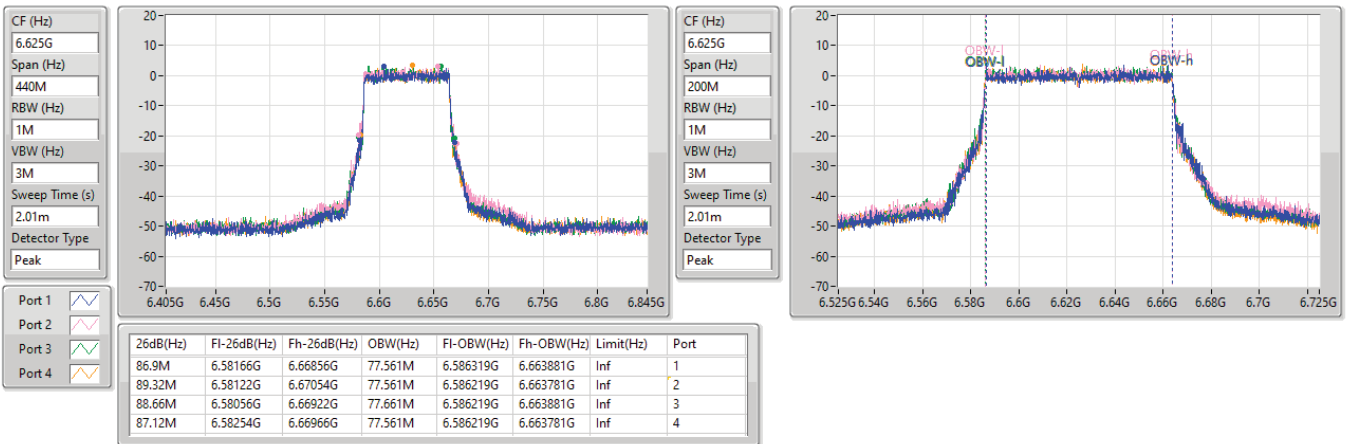 CF (Hz)
6.625G
Span (Hz)
440M
RBW (Hz)
1M
VBW (Hz)
3M
Sweep Time (s)
2.01m
Detector Type
Peak
20
10
0
-10
-20
-30
-40
-50
-60
-70
6.405G 6.45G 6.5G 6.55G 6.6G 6.65G 6.7G 6.75G 6.8G 6.845G
CF (Hz)
6.625G
Span (Hz)
200M
RBW (Hz)
1M
VBW (Hz)
3M
Sweep Time (s)
2.01m
Detector Type
Peak
20
10
0
-10
-20
-30
-40
-50
-60
-70
OBW-l OBW-h
OBW-l OBW-h
6.525G 6.54G 6.56G 6.58G 6.6G 6.62G 6.64G 6.66G 6.68G 6.7G 6.725G
Port 1
Port 2
Port 3
Port 4
26dB(Hz) Fl-26dB(Hz) Fh-26dB(Hz) OBW(Hz) Fl-OBW(Hz) Fh-OBW(Hz) Limit(Hz) Port
86.9M 6.58166G 6.66856G 77.561M 6.586319G 6.663881G Inf 1
89.32M 6.58122G 6.67054G 77.561M 6.586219G 6.663781G Inf 2
88.66M 6.58056G 6.66922G 77.661M 6.586219G 6.663881G Inf 3
87.12M 6.58254G 6.66966G 77.561M 6.586219G 6.663781G Inf 4